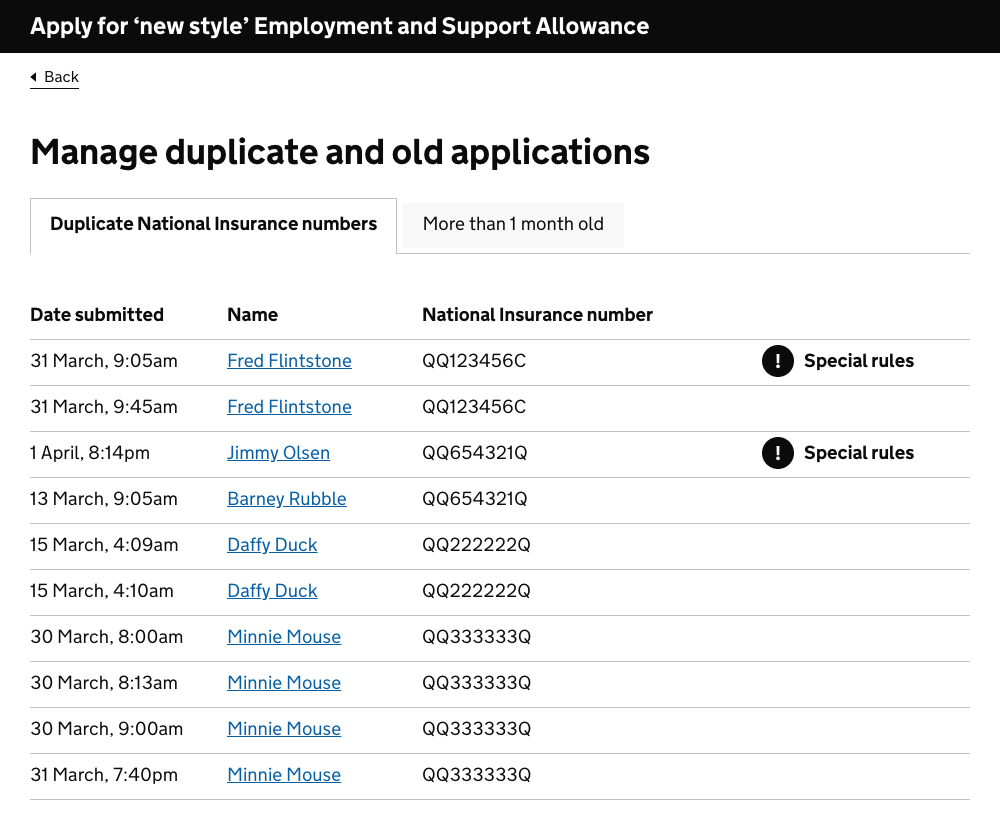 Apply for ‘new style’ Employment and Support Allowance
Back
Manage duplicate and old applications
Duplicate National Insurance numbers More than 1 month old
Date submitted Name National Insurance number
31 March, 9:05am Fred Flintstone QQ123456C ! Special rules
31 March, 9:45am Fred Flintstone QQ123456C
1 April, 8:14pm Jimmy Olsen QQ654321Q ! Special rules
13 March, 9:05am Barney Rubble QQ654321Q
15 March, 4:09am Daffy Duck QQ222222Q
15 March, 4:10am Daffy Duck QQ222222Q
30 March, 8:00am Minnie Mouse QQ333333Q
30 March, 8:13am Minnie Mouse QQ333333Q
30 March, 9:00am Minnie Mouse QQ333333Q
31 March, 7:40pm Minnie Mouse QQ333333Q